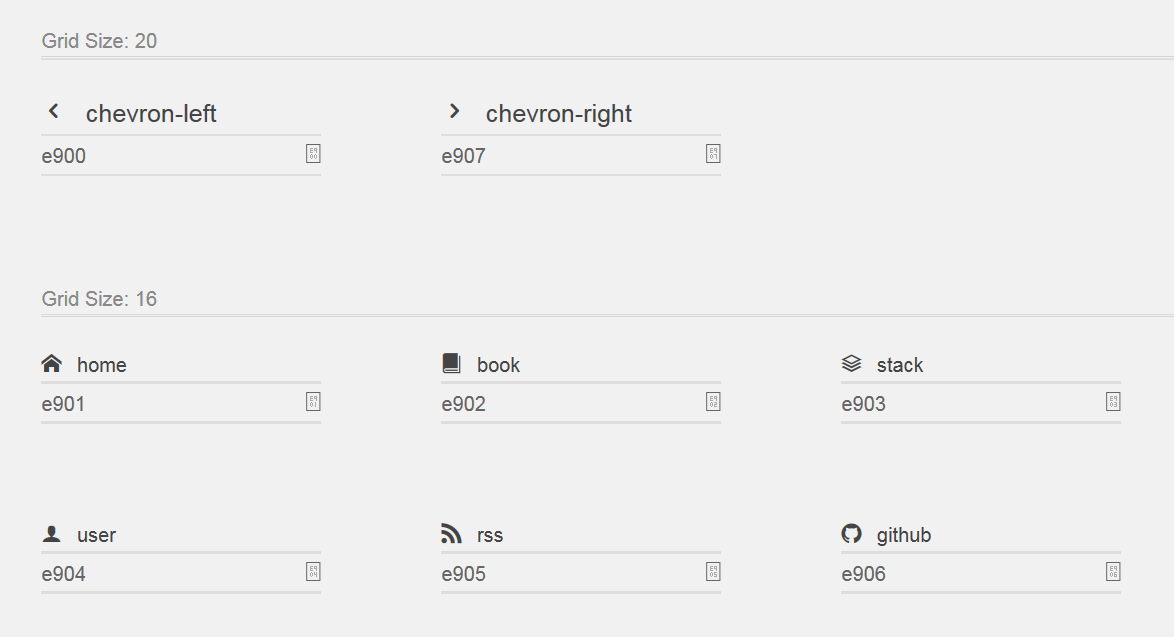 Grid Size: 20
chevron-left chevron-right
e900 e907
Grid Size: 16
home book stack
e901 e902 e903
user rss github
e904 e905 e906